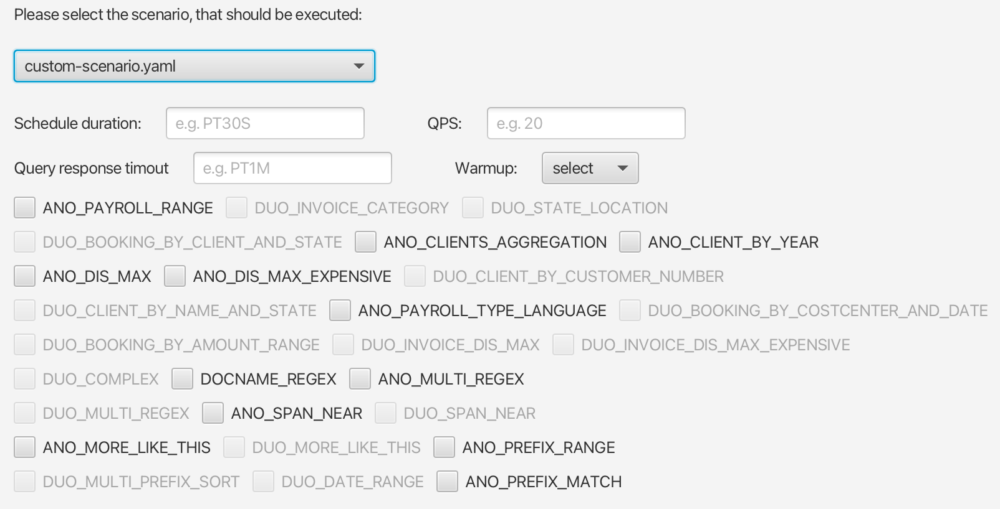 Please select the scenario, that should be executed:
custom-scenario.yaml
Schedule duration: e.g. PT30S QPS: e.g. 20
Query response timout e.g. PT1M Warmup: select
ANO_PAYROLL_RANGE DUO_INVOICE_CATEGORY DUO_STATE_LOCATION
DUO_BOOKING_BY_CLIENT_AND_STATE ANO_CLIENTS_AGGREGATION ANO_CLIENT_BY_YEAR
ANO_DIS_MAX ANO_DIS_MAX_EXPENSIVE DUO_CLIENT_BY_CUSTOMER_NUMBER
DUO_CLIENT_BY_NAME_AND_STATE ANO_PAYROLL_TYPE_LANGUAGE DUO_BOOKING_BY_COSTCENTER_AND_DATE
DUO_BOOKING_BY_AMOUNT_RANGE DUO_INVOICE_DIS_MAX DUO_INVOICE_DIS_MAX_EXPENSIVE
DUO_COMPLEX DOCNAME_REGEX ANO_MULTI_REGEX
DUO_MULTI_REGEX ANO_SPAN_NEAR DUO_SPAN_NEAR
ANO_MORE_LIKE_THIS DUO_MORE_LIKE_THIS ANO_PREFIX_RANGE
DUO_MULTI_PREFIX_SORT DUO_DATE_RANGE ANO_PREFIX_MATCH